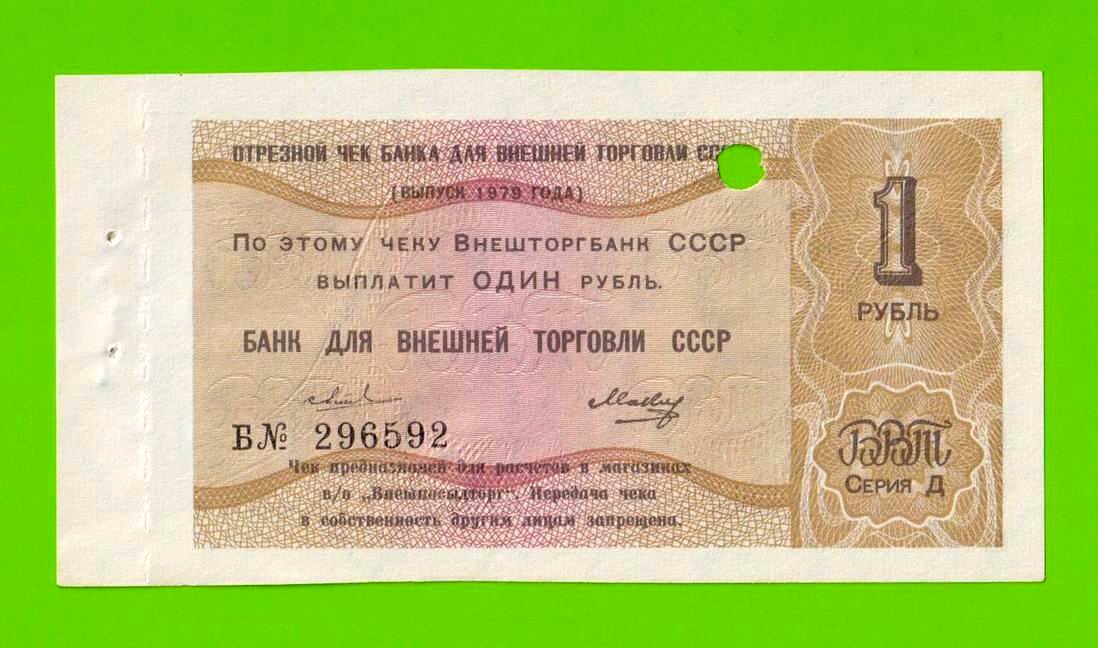 ОТРЕЗНОЙ ЧЕК БАНКА ДЛЯ ВНЕШНЕЙ ТОРГОВЛИ
(ВЫПУСК 1979 ГОДА)
По этому чеку Внешторгбанк СССР
выплатит ОДИН рубль.
БАНК ДЛЯ ВНЕШНЕЙ ТОРГОВЛИ СССР
Б№ 296592
Чек предназначен для расчетов в магазинах
в/о „Внешпосылторг“. Передача чека
в собственность другим лицам запрещена.
1
РУБЛЬ
БВТ
Серия Д